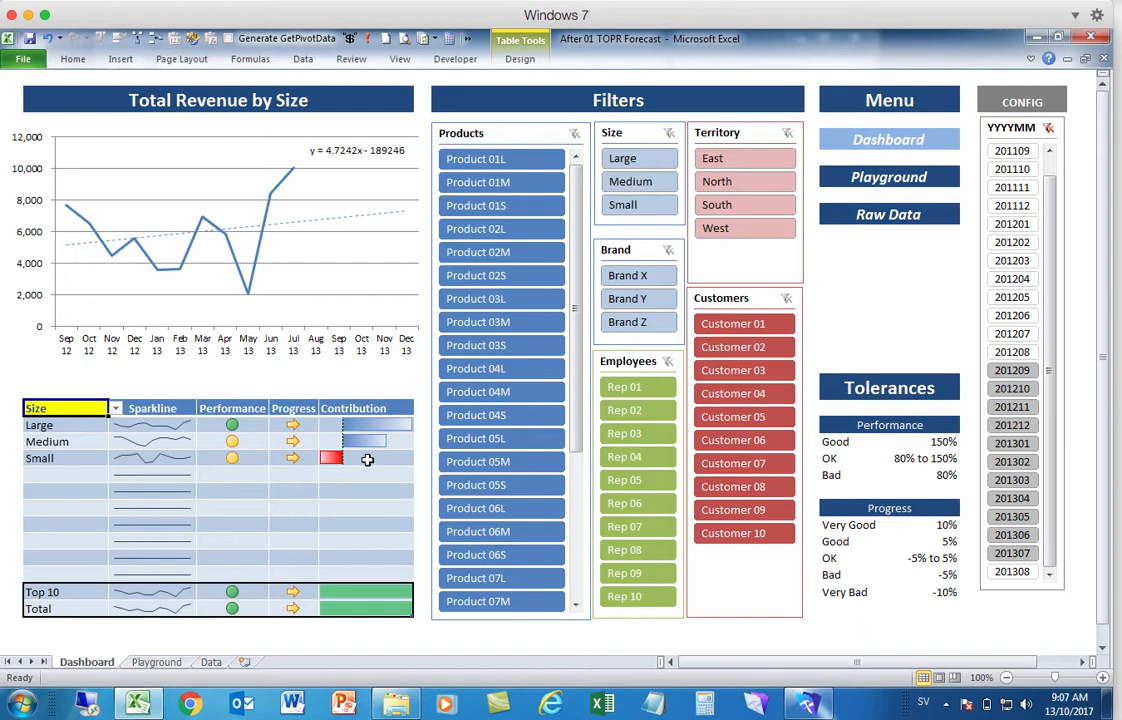 Windows 7
Generate GetPivotData "$" Table Tools After 01 TOPR Forecast - Microsoft Excel
File Home Insert Page Layout Formulas Data Review View Developer Design
Total Revenue by Size
12,000
10,000
8,000
6,000
4,000
2,000
0
y = 4.7242x - 189246
Sep Oct Nov Dec Jan Feb Mar Apr May Jun Jul Aug Sep Oct Nov Dec
12 12 12 12 13 13 13 13 13 13 13 13 13 13 13 13
Size Sparkline Performance Progress Contribution
Large
Medium
Small
Top 10
Total
Filters
Products
Product 01L
Product 01M
Product 01S
Product 02L
Product 02M
Product 02S
Product 03L
Product 03M
Product 03S
Product 04L
Product 04M
Product 04S
Product 05L
Product 05M
Product 05S
Product 06L
Product 06M
Product 06S
Product 07L
Product 07M
Size
Large
Medium
Small
Brand
Brand X
Brand Y
Brand Z
Employees
Rep 01
Rep 02
Rep 03
Rep 04
Rep 05
Rep 06
Rep 07
Rep 08
Rep 09
Rep 10
Territory
East
North
South
West
Customers
Customer 01
Customer 02
Customer 03
Customer 04
Customer 05
Customer 06
Customer 07
Customer 08
Customer 09
Customer 10
Menu
Dashboard
Playground
Raw Data
Tolerances
Performance
Good 150%
OK 80% to 150%
Bad 80%
Progress
Very Good 10%
Good 5%
OK -5% to 5%
Bad -5%
Very Bad -10%
CONFIG
YYYYMM
201109
201110
201111
201112
201201
201202
201203
201204
201205
201206
201207
201208
201209
201210
201211
201212
201301
201302
201303
201304
201305
201306
201307
201308
Dashboard Playground Data
Ready 100%
SV 9:07 AM
13/10/2017